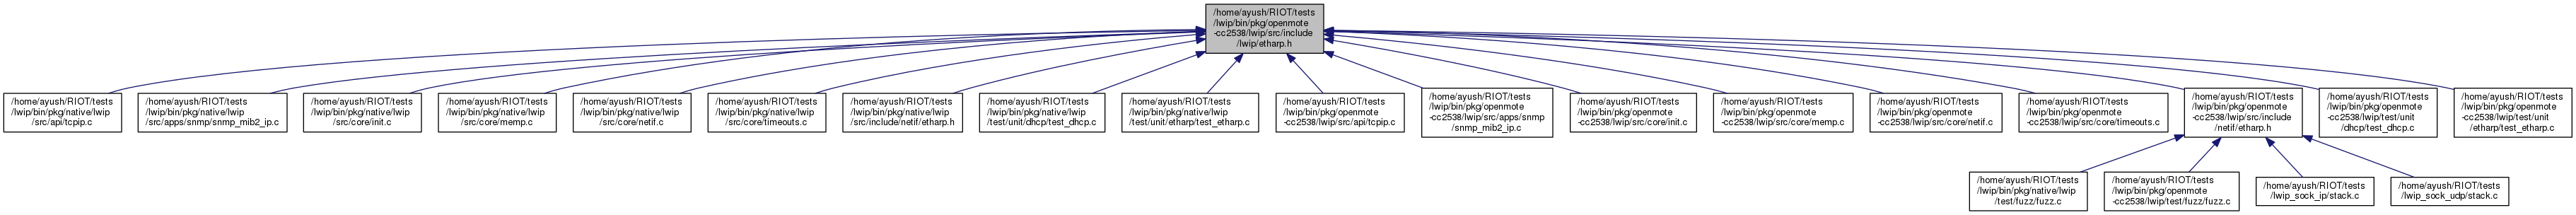 /home/ayush/RIOT/tests
/lwip/bin/pkg/openmote
-cc2538/lwip/src/include
/lwip/etharp.h
/home/ayush/RIOT/tests
/lwip/bin/pkg/native/lwip
/src/api/tcpip.c
/home/ayush/RIOT/tests
/lwip/bin/pkg/native/lwip
/src/apps/snmp/snmp_mib2_ip.c
/home/ayush/RIOT/tests
/lwip/bin/pkg/native/lwip
/src/core/init.c
/home/ayush/RIOT/tests
/lwip/bin/pkg/native/lwip
/src/core/memp.c
/home/ayush/RIOT/tests
/lwip/bin/pkg/native/lwip
/src/core/netif.c
/home/ayush/RIOT/tests
/lwip/bin/pkg/native/lwip
/src/core/timeouts.c
/home/ayush/RIOT/tests
/lwip/bin/pkg/native/lwip
/src/include/netif/etharp.h
/home/ayush/RIOT/tests
/lwip/bin/pkg/native/lwip
/test/unit/dhcp/test_dhcp.c
/home/ayush/RIOT/tests
/lwip/bin/pkg/native/lwip
/test/unit/etharp/test_etharp.c
/home/ayush/RIOT/tests
/lwip/bin/pkg/openmote
-cc2538/lwip/src/api/tcpip.c
/home/ayush/RIOT/tests
/lwip/bin/pkg/openmote
-cc2538/lwip/src/apps/snmp
/snmp_mib2_ip.c
/home/ayush/RIOT/tests
/lwip/bin/pkg/openmote
-cc2538/lwip/src/core/init.c
/home/ayush/RIOT/tests
/lwip/bin/pkg/openmote
-cc2538/lwip/src/core/memp.c
/home/ayush/RIOT/tests
/lwip/bin/pkg/openmote
-cc2538/lwip/src/core/netif.c
/home/ayush/RIOT/tests
/lwip/bin/pkg/openmote
-cc2538/lwip/src/core/timeouts.c
/home/ayush/RIOT/tests
/lwip/bin/pkg/openmote
-cc2538/lwip/src/include
/netif/etharp.h
/home/ayush/RIOT/tests
/lwip/bin/pkg/openmote
-cc2538/lwip/test/unit
/dhcp/test_dhcp.c
/home/ayush/RIOT/tests
/lwip/bin/pkg/openmote
-cc2538/lwip/test/unit
/etharp/test_etharp.c
/home/ayush/RIOT/tests
/lwip/bin/pkg/native/lwip
/test/fuzz/fuzz.c
/home/ayush/RIOT/tests
/lwip/bin/pkg/openmote
-cc2538/lwip/test/fuzz/fuzz.c
/home/ayush/RIOT/tests
/lwip_sock_ip/stack.c
/home/ayush/RIOT/tests
/lwip_sock_udp/stack.c